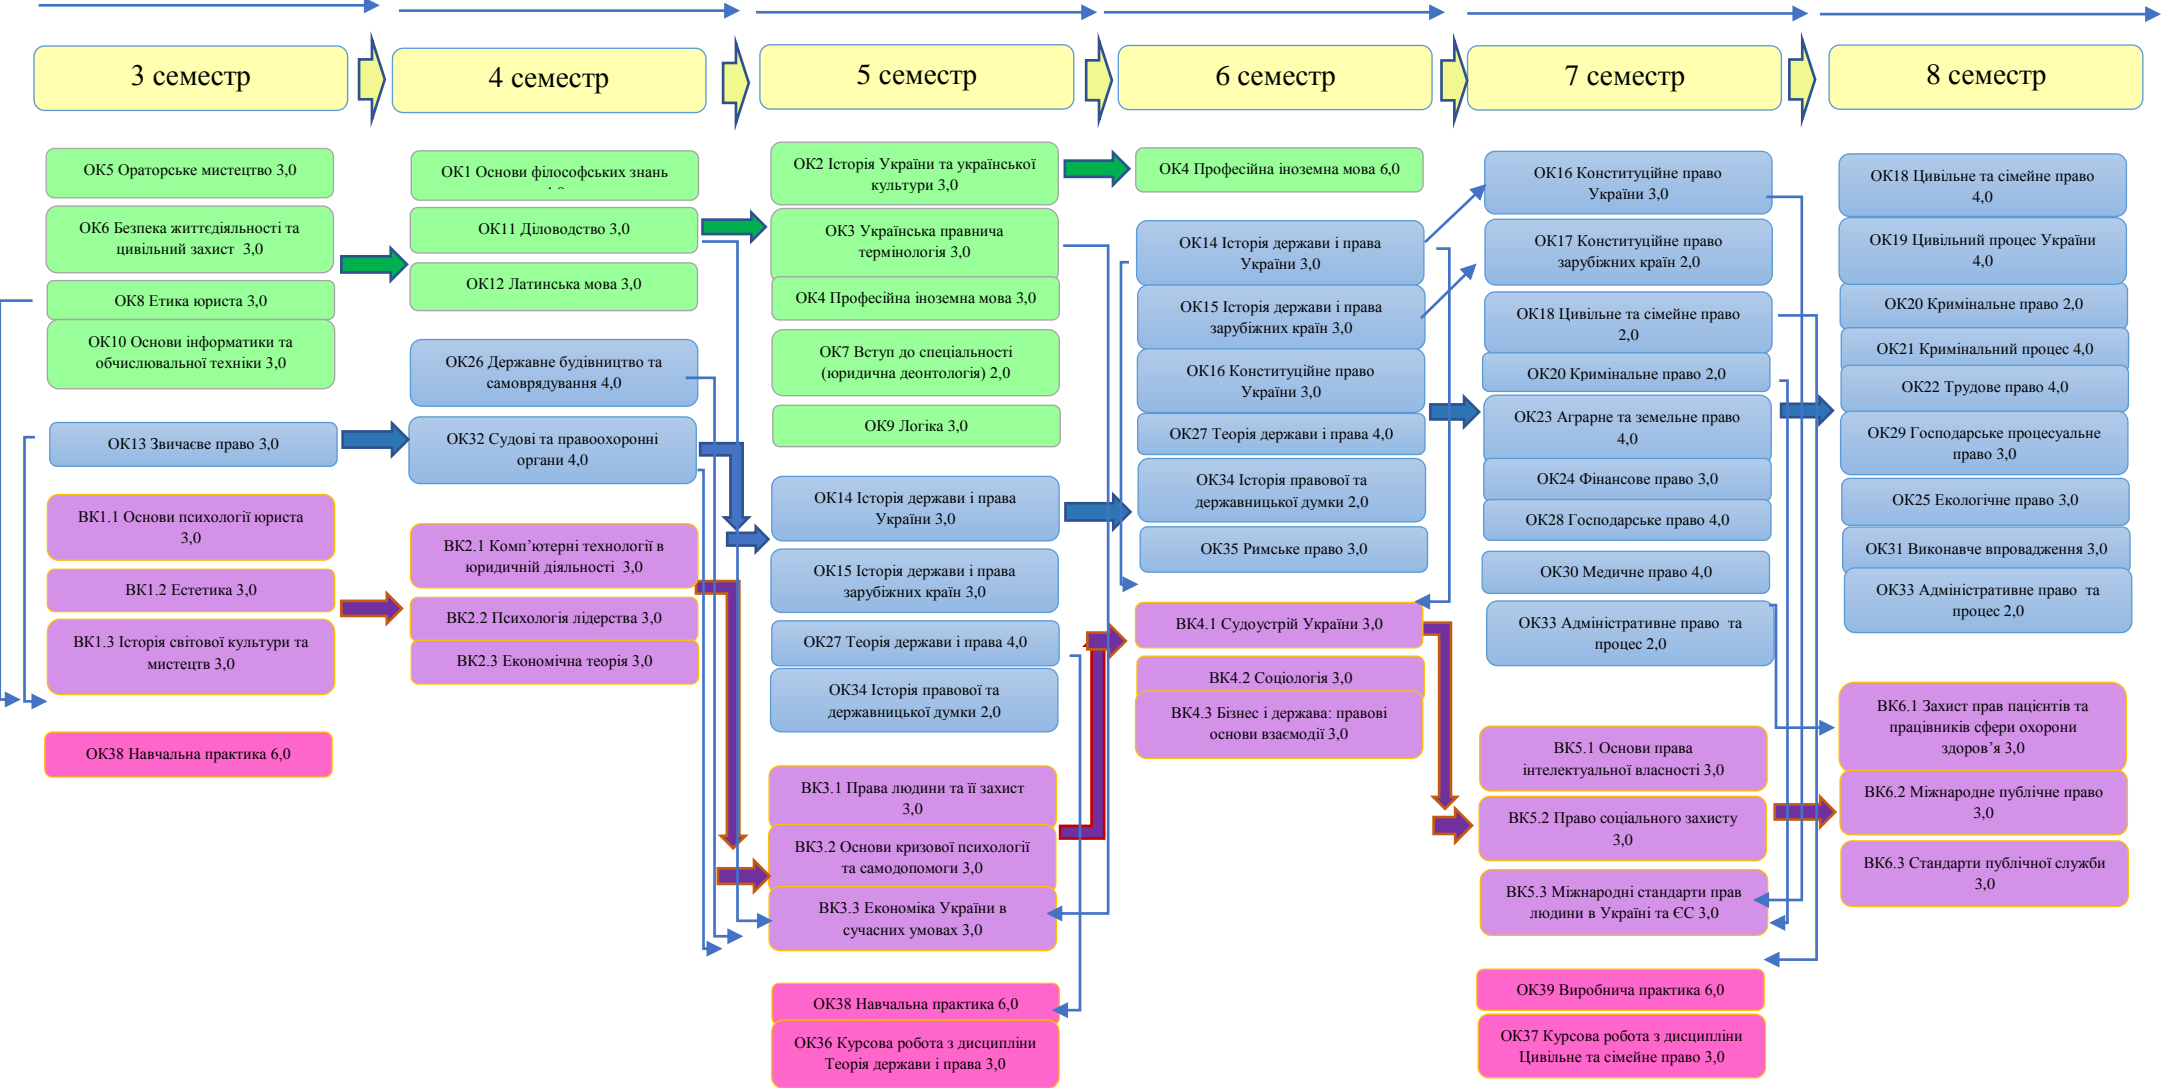 3 семестр
4 семестр
5 семестр
6 семестр
7 семестр
8 семестр
ОК5 Ораторське мистецтво 3,0
ОК6 Безпека життєдіяльності та
цивільний захист 3,0
ОК8 Етика юриста 3,0
ОК10 Основи інформатики та
обчислювальної техніки 3,0
ОК13 Звичаєве право 3,0
ВК1.1 Основи психології юриста
3,0
ВК1.2 Естетика 3,0
ВК1.3 Історія світової культури та
мистецтв 3,0
ОК38 Навчальна практика 6,0
ОК1 Основи філософських знань
ОК11 Діловодство 3,0
ОК12 Латинська мова 3,0
ОК26 Державне будівництво та
самоврядування 4,0
ОК32 Судові та правоохоронні
органи 4,0
ВК2.1 Комп’ютерні технології в
юридичній діяльності 3,0
ВК2.2 Психологія лідерства 3,0
ВК2.3 Економічна теорія 3,0
ОК2 Історія України та української
культури 3,0
ОК3 Українська правнича
термінологія 3,0
ОК4 Професійна іноземна мова 3,0
ОК7 Вступ до спеціальності
(юридична деонтологія) 2,0
ОК9 Логіка 3,0
ОК14 Історія держави і права
України 3,0
ОК15 Історія держави і права
зарубіжних країн 3,0
ОК27 Теорія держави і права 4,0
ОК34 Історія правової та
державницької думки 2,0
ВК3.1 Права людини та її захист
3,0
ВК3.2 Основи кризової психології
та самодопомоги 3,0
ВК3.3 Економіка України в
сучасних умовах 3,0
ОК38 Навчальна практика 6,0
ОК36 Курсова робота з дисципліни
Теорія держави і права 3,0
ОК4 Професійна іноземна мова 6,0
ОК14 Історія держави і права
України 3,0
ОК15 Історія держави і права
зарубіжних країн 3,0
ОК16 Конституційне право
України 3,0
ОК27 Теорія держави і права 4,0
ОК34 Історія правової та
державницької думки 2,0
ОК35 Римське право 3,0
ВК4.1 Судоустрій України 3,0
ВК4.2 Соціологія 3,0
ВК4.3 Бізнес і держава: правові
основи взаємодії 3,0
ОК16 Конституційне право
України 3,0
ОК17 Конституційне право
зарубіжних країн 2,0
ОК18 Цивільне та сімейне право
2,0
ОК20 Кримінальне право 2,0
ОК23 Аграрне та земельне право
4,0
ОК24 Фінансове право 3,0
ОК28 Господарське право 4,0
ОК30 Медичне право 4,0
ОК33 Адміністративне право та
процес 2,0
ВК5.1 Основи права
інтелектуальної власності 3,0
ВК5.2 Право соціального захисту
3,0
ВК5.3 Міжнародні стандарти прав
людини в Україні та ЄС 3,0
ОК39 Виробнича практика 6,0
ОК37 Курсова робота з дисципліни
Цивільне та сімейне право 3,0
ОК18 Цивільне та сімейне право
4,0
ОК19 Цивільний процес України
4,0
ОК20 Кримінальне право 2,0
ОК21 Кримінальний процес 4,0
ОК22 Трудове право 4,0
ОК29 Господарське процесуальне
право 3,0
ОК25 Екологічне право 3,0
ОК31 Виконавче впровадження 3,0
ОК33 Адміністративне право та
процес 2,0
ВК6.1 Захист прав пацієнтів та
працівників сфери охорони
здоров’я 3,0
ВК6.2 Міжнародне публічне право
3,0
ВК6.3 Стандарти публічної служби
3,0